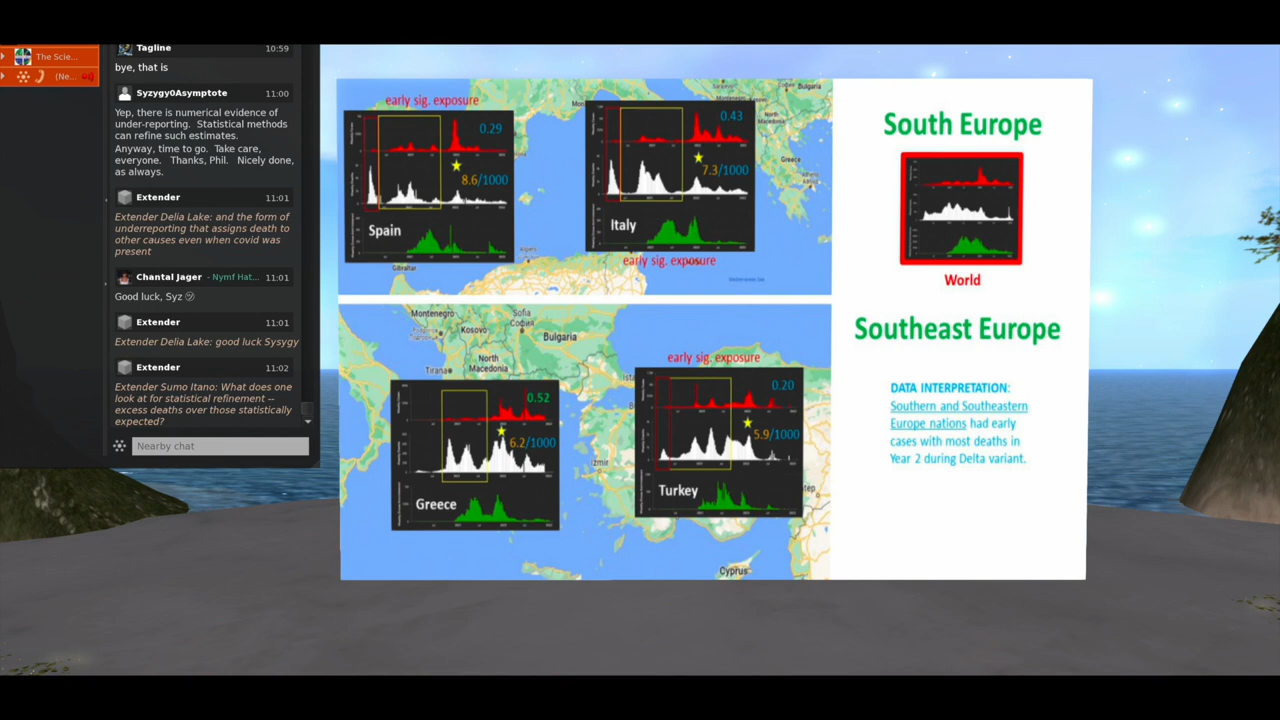 The Scie...
(Ne...
Tagline 10:59
bye, that is
Syzygy0Asymptote 11:00
Yep, there is numerical evidence of
under-reporting. Statistical methods
can refine such estimates.
Anyway, time to go. Take care,
everyone. Thanks, Phil. Nicely done,
as always.
Extender 11:01
Extender Delia Lake: and the form of
underreporting that assigns death to
other causes even when covid was
present
Chantal Jager - Nymf Hat... 11:01
Good luck, Syz
Extender 11:01
Extender Delia Lake: good luck Sysygy
Extender 11:02
Extender Sumo Itano: What does one
look at for statistical refinement --
excess deaths over those statistically
expected?
Nearby chat
early sig. exposure
0.29
8.6/1000
Spain
Gibraltar
0.43
7.3/1000
Italy
early sig. exposure
Bulgaria
North
Macedonia
Greece
Montenegro
Kosovo
Sofia
София
Bulgaria
North
Macedonia
Tirana
0.52
6.2/1000
Greece
early sig. exposure
0.20
5.9/1000
Turkey
Izmir
Cyprus
South Europe
World
Southeast Europe
DATA INTERPRETATION:
Southern and Southeastern
Europe nations had early
cases with most deaths in
Year 2 during Delta variant.